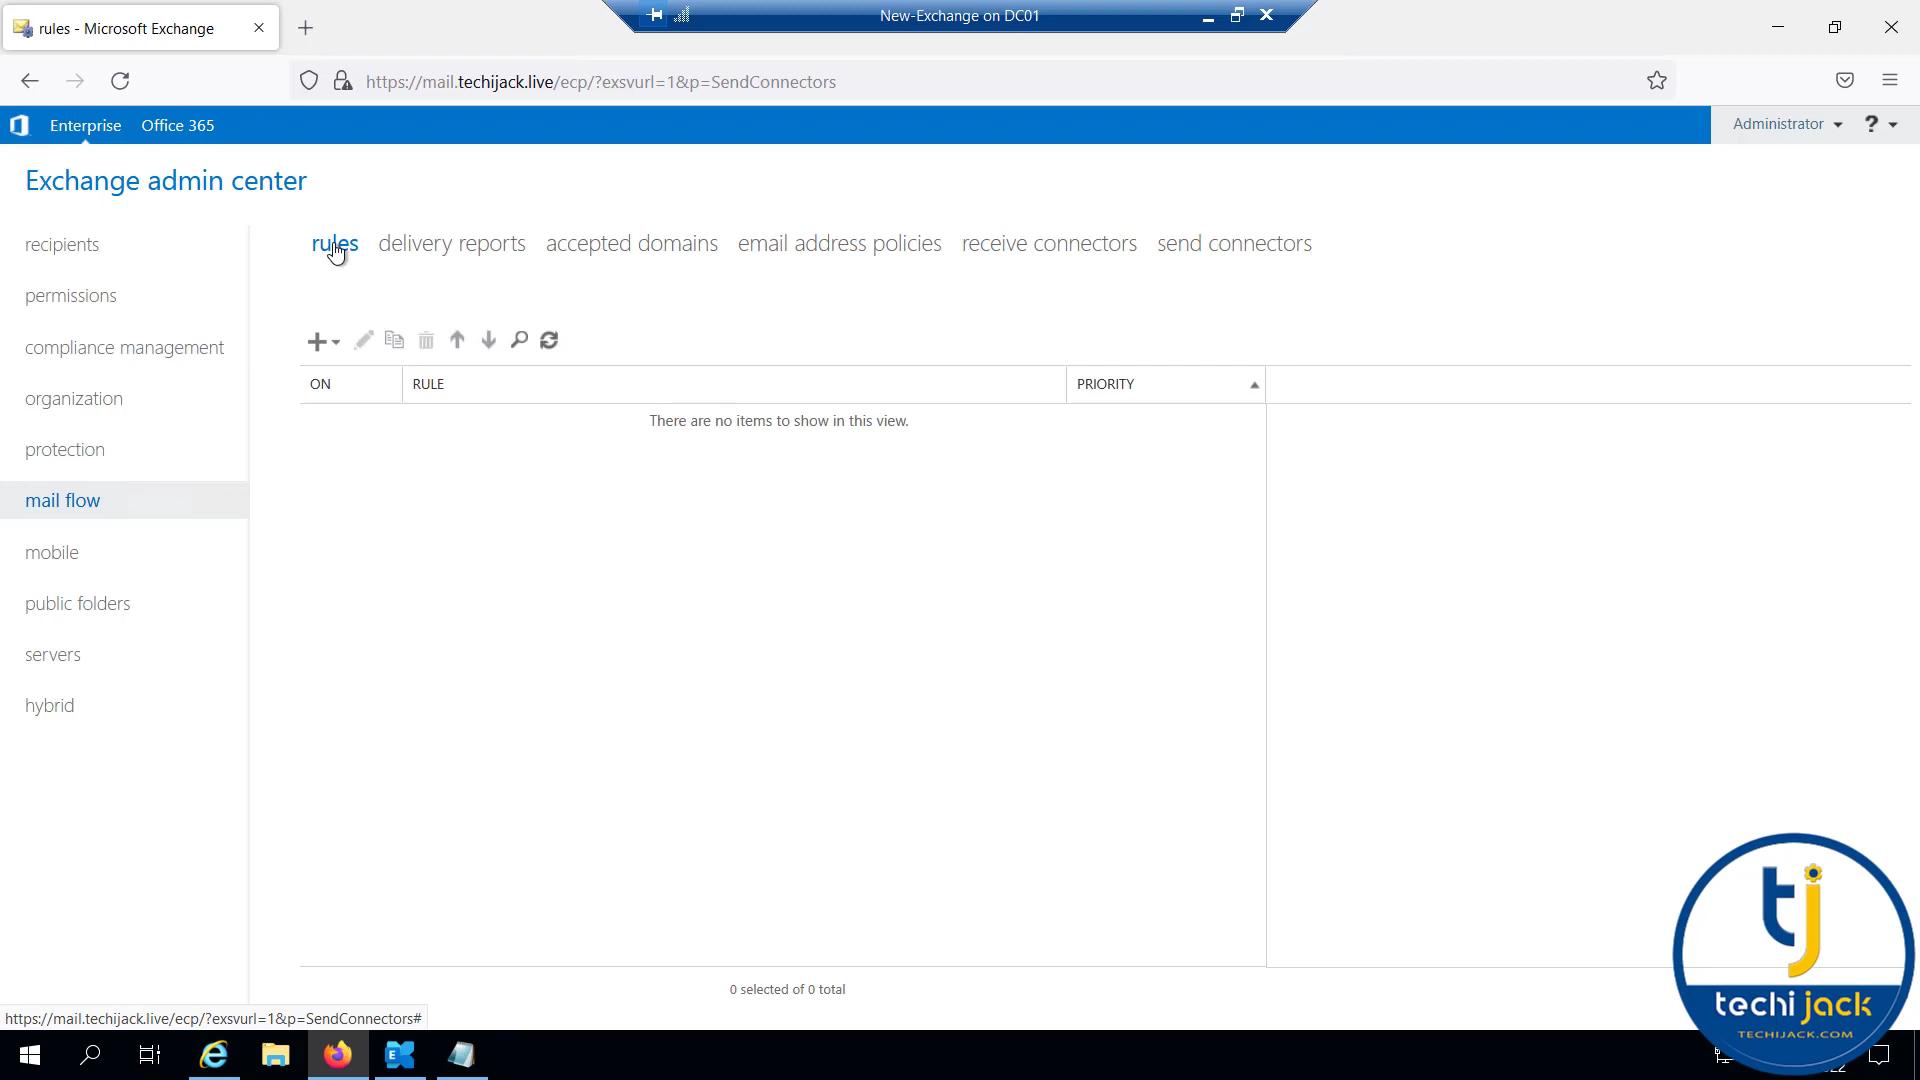 rules - Microsoft Exchange
New-Exchange on DC01
https://mail.techijack.live/ecp/?exsvurl=1&p=SendConnectors
Enterprise Office 365
Administrator ?
Exchange admin center
recipients
permissions
compliance management
organization
protection
mail flow
mobile
public folders
servers
hybrid
rules delivery reports accepted domains email address policies receive connectors send connectors
ON RULE PRIORITY
There are no items to show in this view.
0 selected of 0 total
https://mail.techijack.live/ecp/?exsvurl=1&p=SendConnectors#
tj
techi jack
TECHIJACK.COM